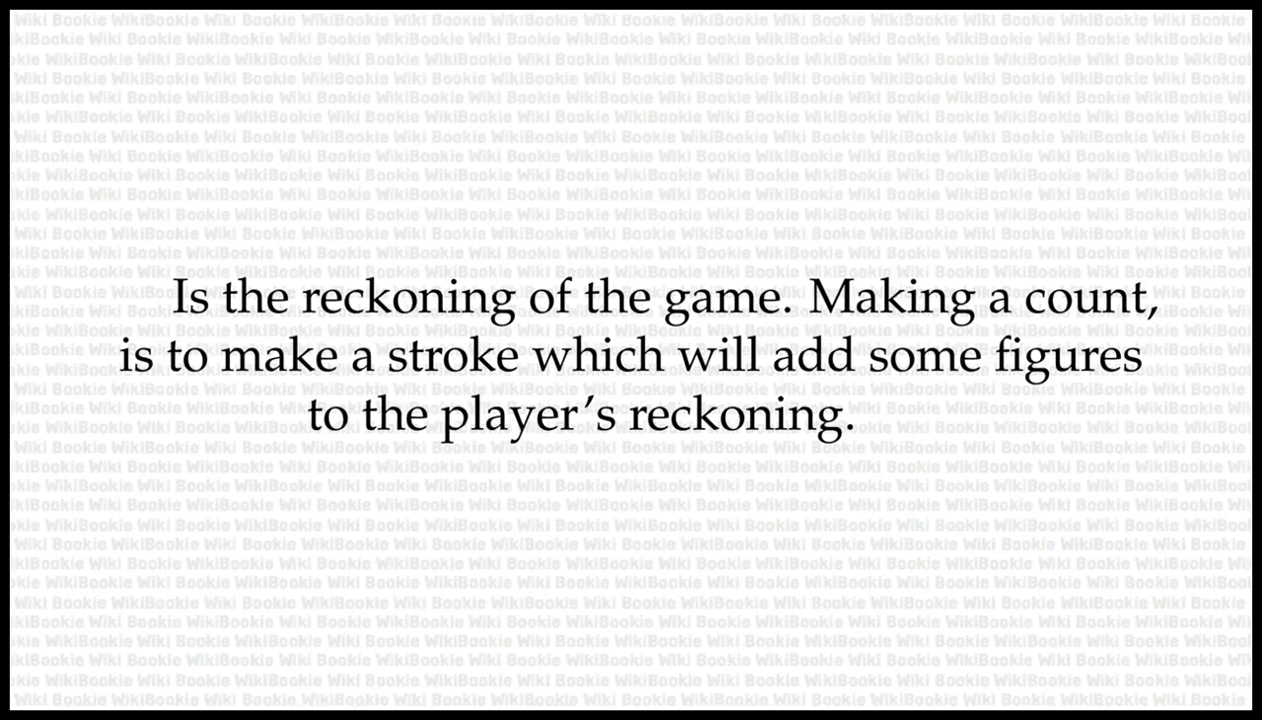 Is the reckoning of the game. Making a count,
is to make a stroke which will add some figures
to the player's reckoning.